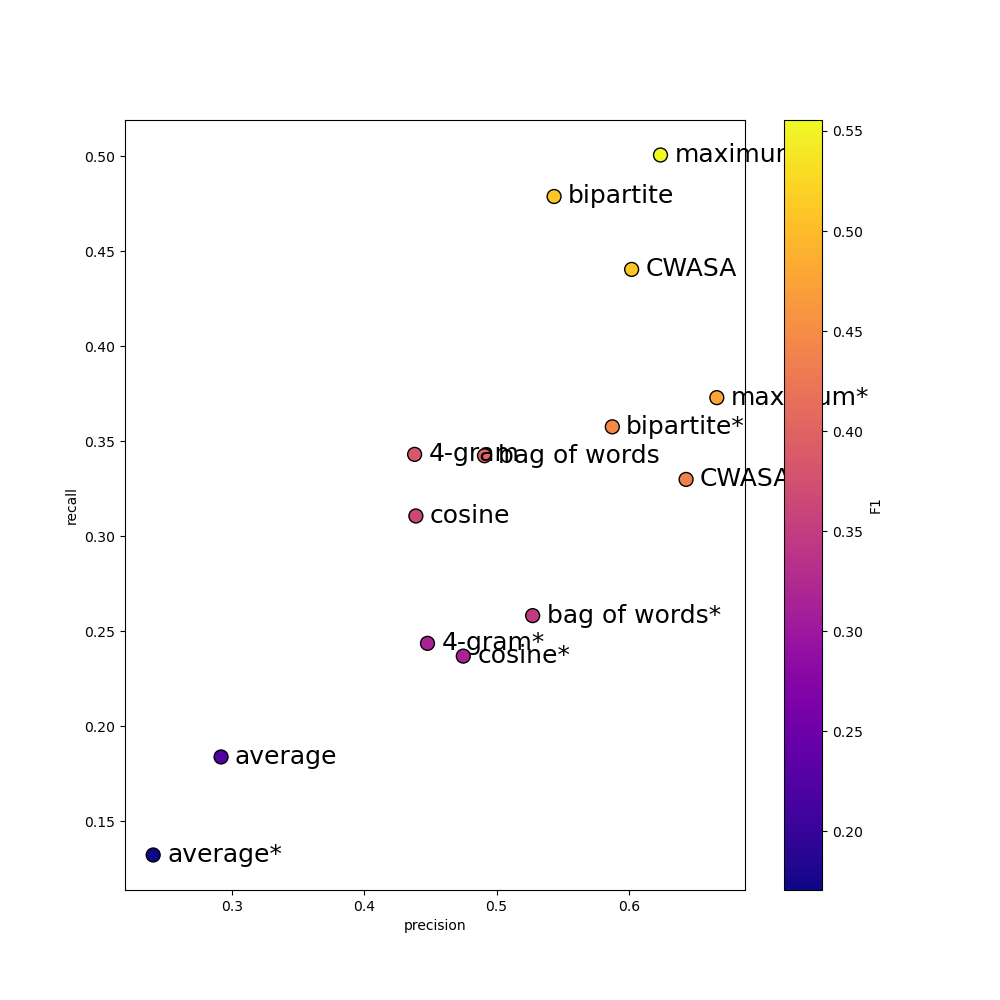 maximum
bipartite
CWASA
maximum*
bipartite*
4-gram
bag of words
CWASA
cosine
bag of words*
4-gram*
cosine*
average
average*
0.50
0.45
0.40
0.35
0.30
0.25
0.20
0.15
recall
0.3 0.4 0.5 0.6
precision
0.55
0.50
0.45
0.40
0.35
0.30
0.25
0.20
F1